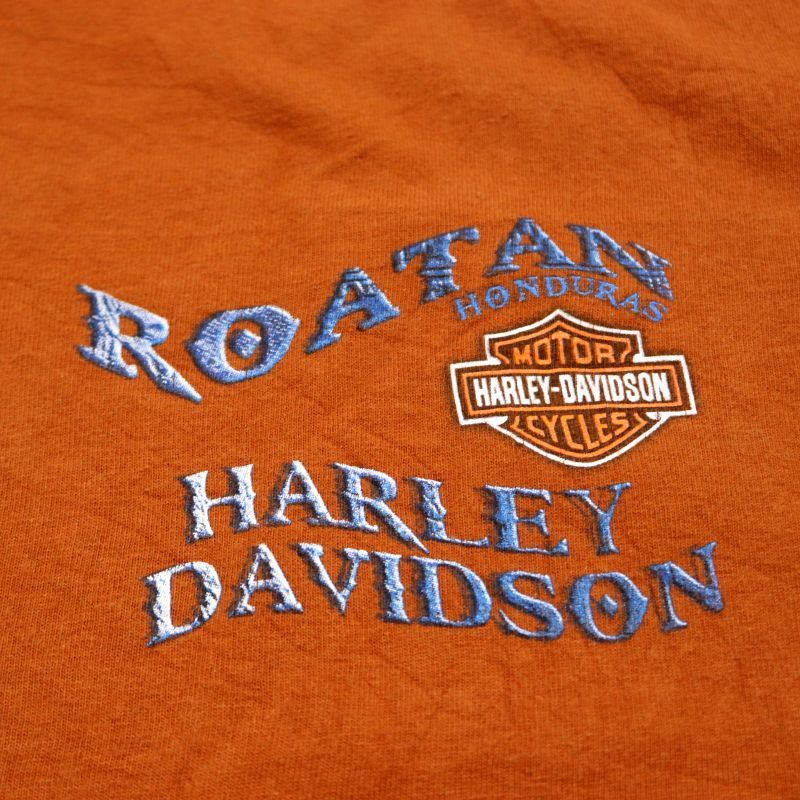 ROATAN
HONDURAS
MOTOR
HARLEY-DAVIDSON
CYCLES
HARLEY
DAVIDSON